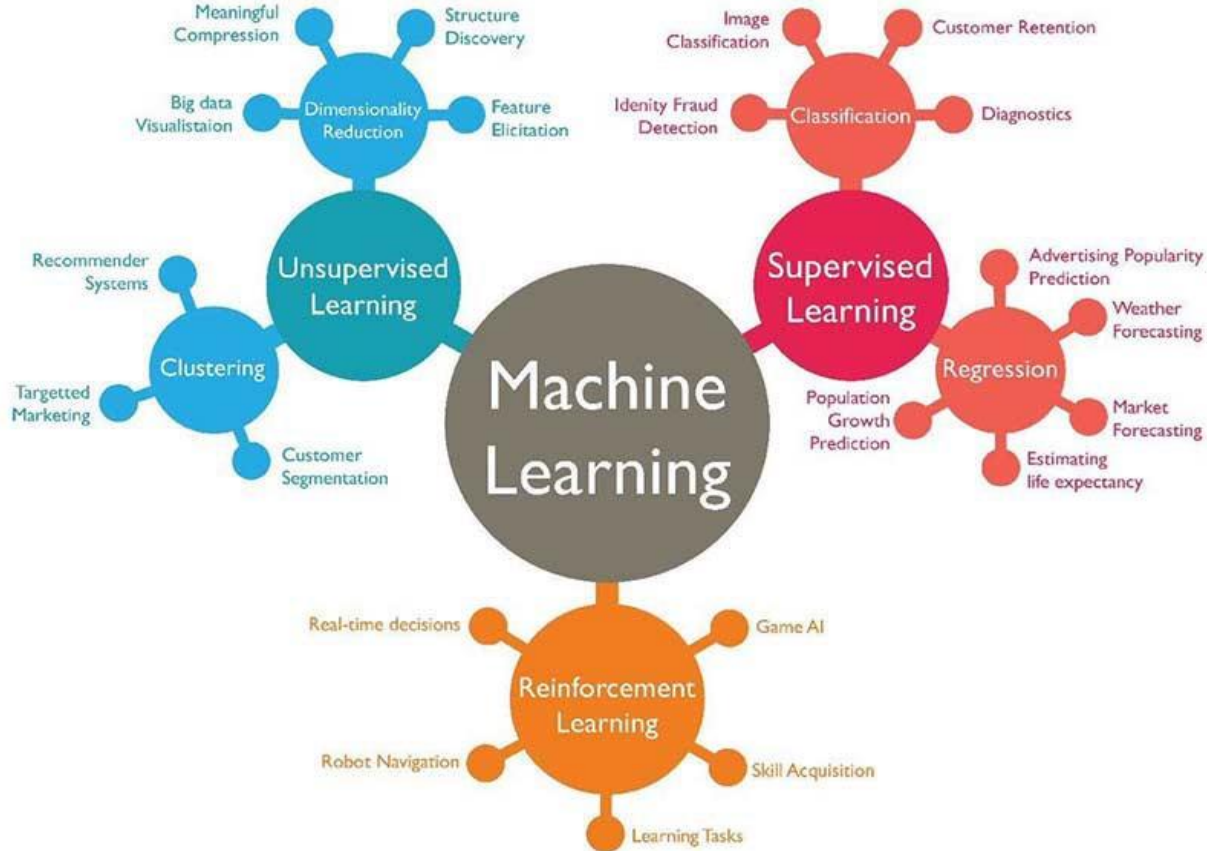 Meaningful
Compression
Structure
Discovery
Big data
Visualistaion
Dimensionality
Reduction
Feature
Elicitation
Unsupervised
Learning
Recommender
Systems
Clustering
Targetted
Marketing
Customer
Segmentation
Image
Classification
Customer Retention
Idenity Fraud
Detection
Classification
Diagnostics
Supervised
Learning
Advertising Popularity
Prediction
Weather
Forecasting
Regression
Population
Growth
Prediction
Market
Forecasting
Estimating
life expectancy
Machine
Learning
Real-time decisions
Game AI
Reinforcement
Learning
Robot Navigation
Skill Acquisition
Learning Tasks